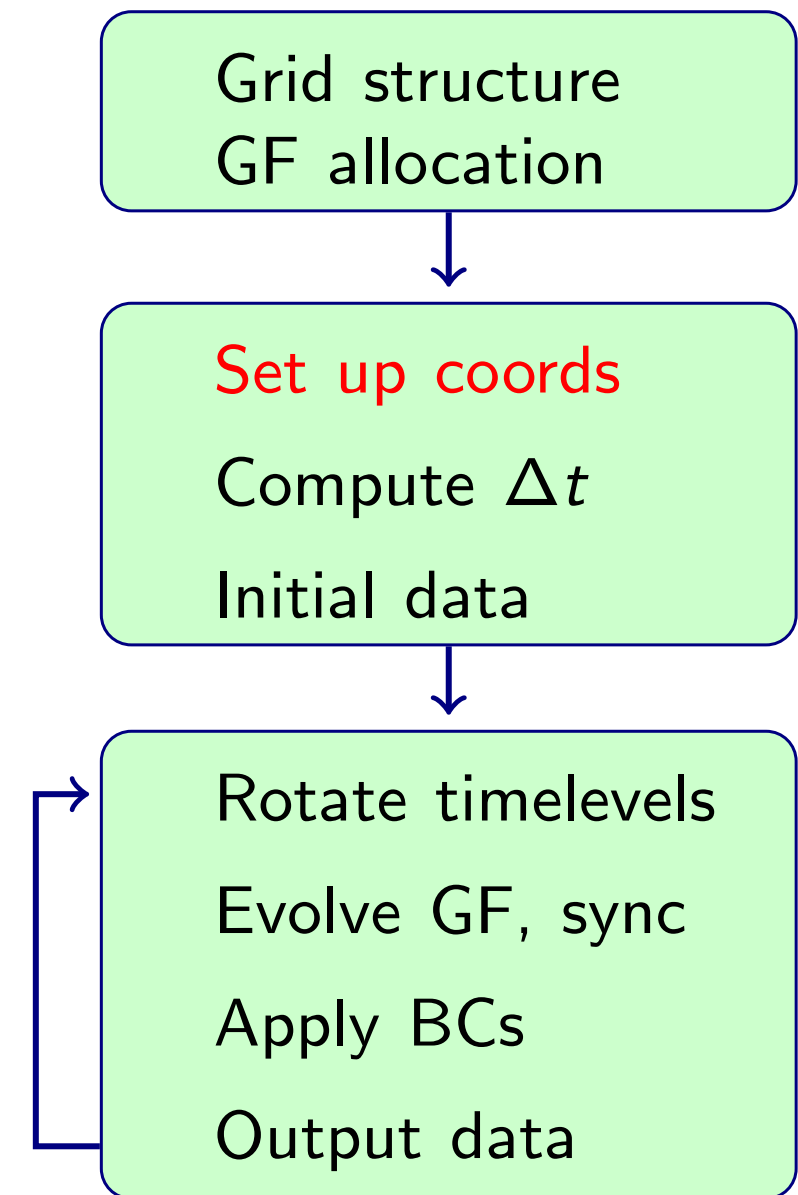 Grid structure
GF allocation
Set up coords
Compute Δt
Initial data
Rotate timelevels
Evolve GF, sync
Apply BCs
Output data